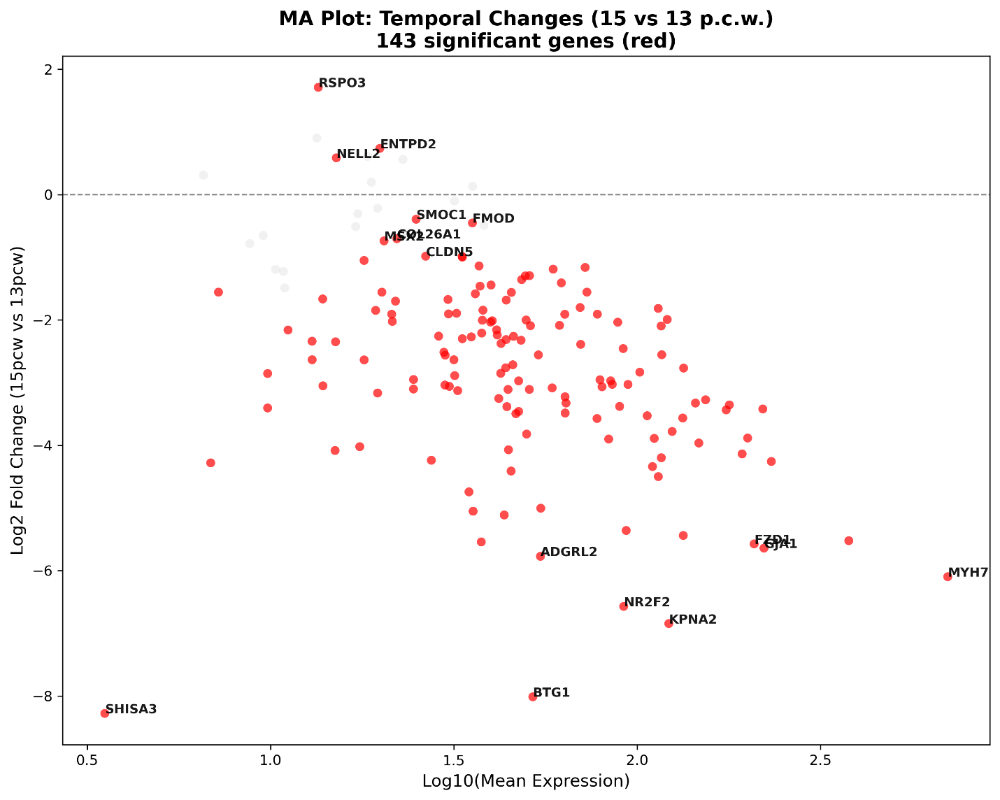 MA Plot: Temporal Changes (15 vs 13 p.c.w.)
143 significant genes (red)
Log2 Fold Change (15pcw vs 13pcw)
2
0
−2
−4
−6
−8
RSPO3
ENTPD2
NELL2
SMOC1
FMOD
COL26A1
MSX2
CLDN5
FZD1
GJA1
ADGRL2
MYH7
NR2F2
KPNA2
BTG1
SHISA3
0.5
1.0
1.5
2.0
2.5
Log10(Mean Expression)